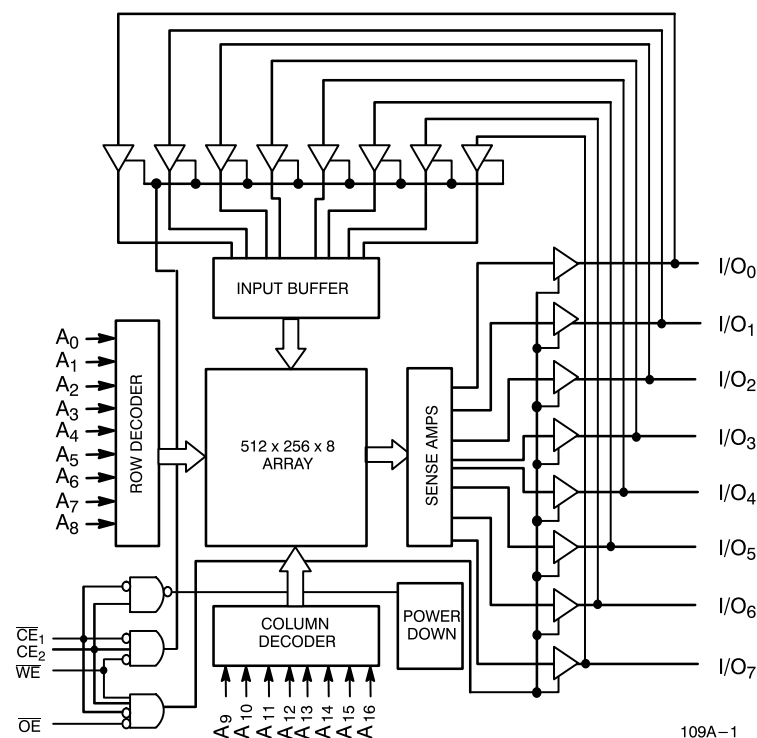 INPUT BUFFER
I/O0
I/O1
I/O2
I/O3
I/O4
I/O5
I/O6
I/O7
A0
A1
A2
A3
A4
A5
A6
A7
A8
ROW DECODER
512 x 256 x 8
ARRAY
SENSE AMPS
COLUMN
DECODER
POWER
DOWN
CE1
CE2
WE
OE
A9
A10
A11
A12
A13
A14
A15
A16
109A–1